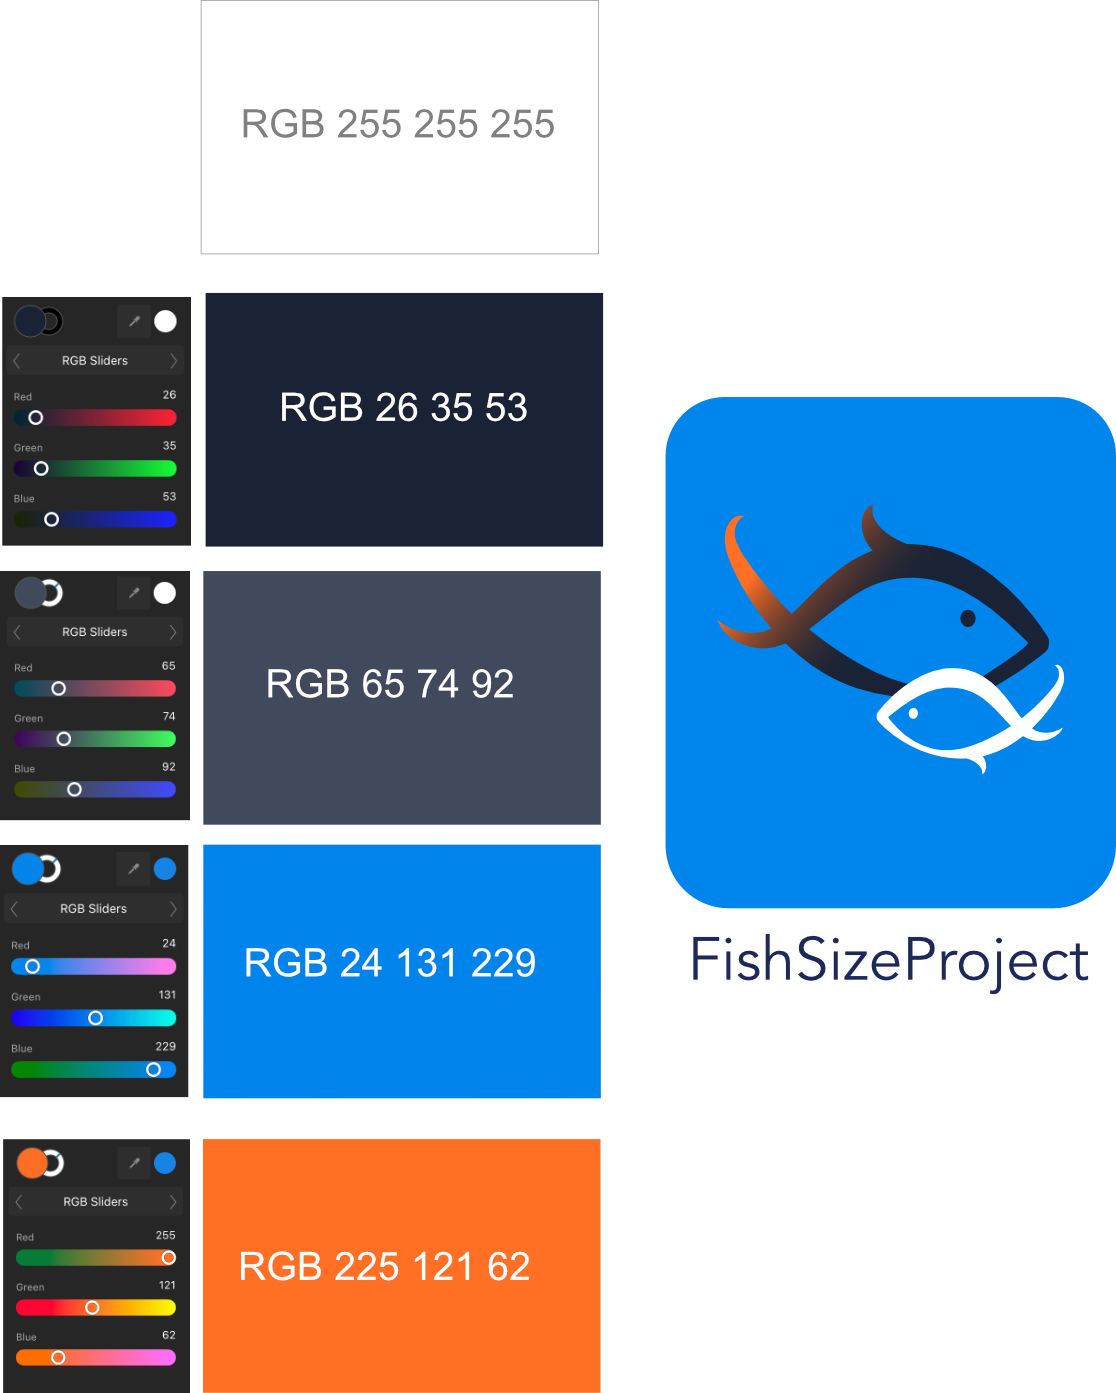 RGB 255 255 255
RGB Sliders
Red 26
Green 35
Blue 53
RGB 26 35 53
RGB Sliders
Red 65
Green 74
Blue 92
RGB 65 74 92
RGB Sliders
Red 24
Green 131
Blue 229
RGB 24 131 229
FishSizeProject
RGB Sliders
Red 255
Green 121
Blue 62
RGB 225 121 62